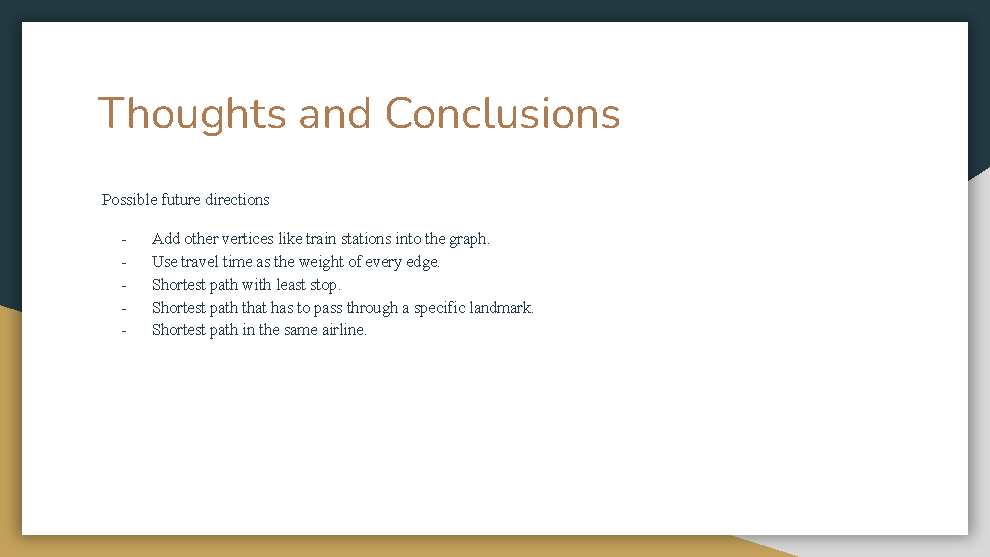 Thoughts and Conclusions
Possible future directions
- Add other vertices like train stations into the graph.
- Use travel time as the weight of every edge.
- Shortest path with least stop.
- Shortest path that has to pass through a specific landmark.
- Shortest path in the same airline.